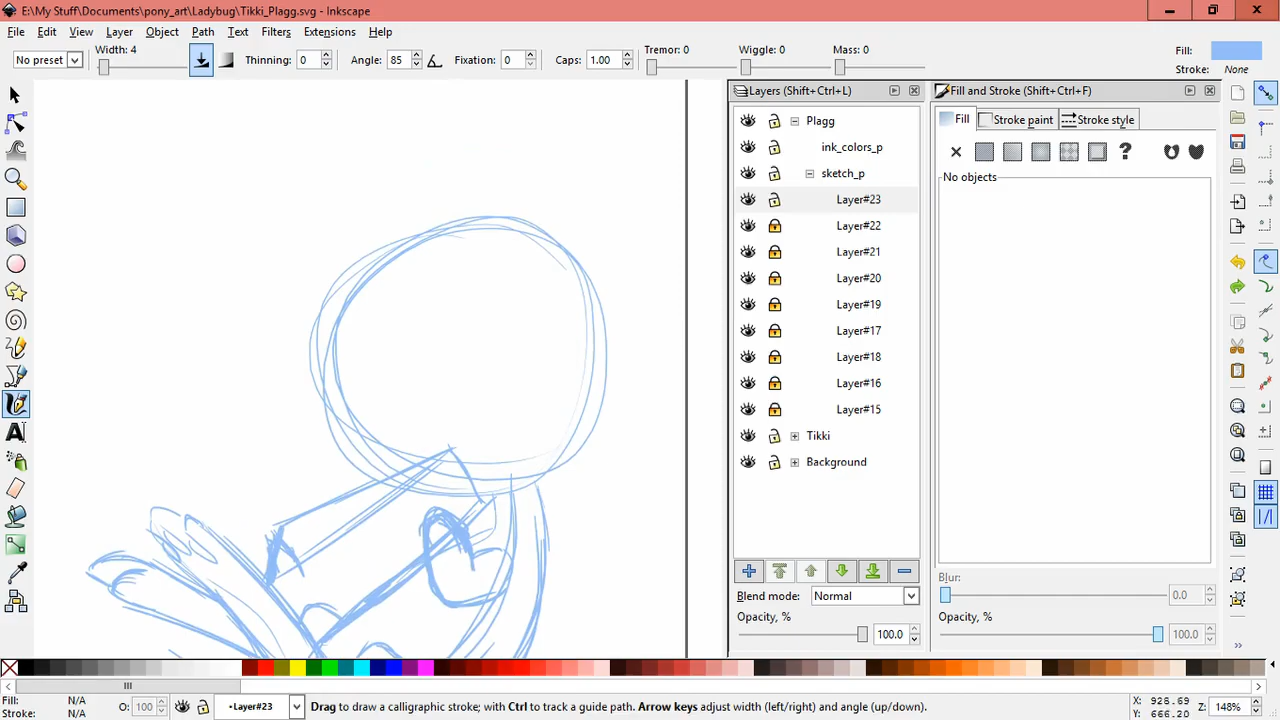 E:\My Stuff\Documents\pony_art\Ladybug\Tikki_Plagg.svg - Inkscape
File Edit View Layer Object Path Filters Text Extensions Help
No preset Width: 4 Thinning: 0 Angle: 85 Fixation: 0 Caps: 1.00 Tremor: 0 Wiggle: 0 Mass: 0 Fill:
Stroke: None
Layers (Shift+Ctrl+L) Fill and Stroke (Shift+Ctrl+F)
Plagg
Fill Stroke paint Stroke style
ink_colors_p
sketch_p
No objects
Layer#23
Layer#22
Layer#21
Layer#20
Layer#19
Layer#17
Layer#18
Layer#16
Layer#15
Tikki
Background
Blend mode: Normal
Blur:
0.0
Opacity, %
100.0
Opacity, %
100.0
Fill: N/A
Stroke: N/A
O: 100
•Layer#23
Drag to draw a calligraphic stroke; with Ctrl to track a guide path. Arrow keys adjust width (left/right) and angle (up/down).
X: 928.69
Y: 666.20
Z: 148%